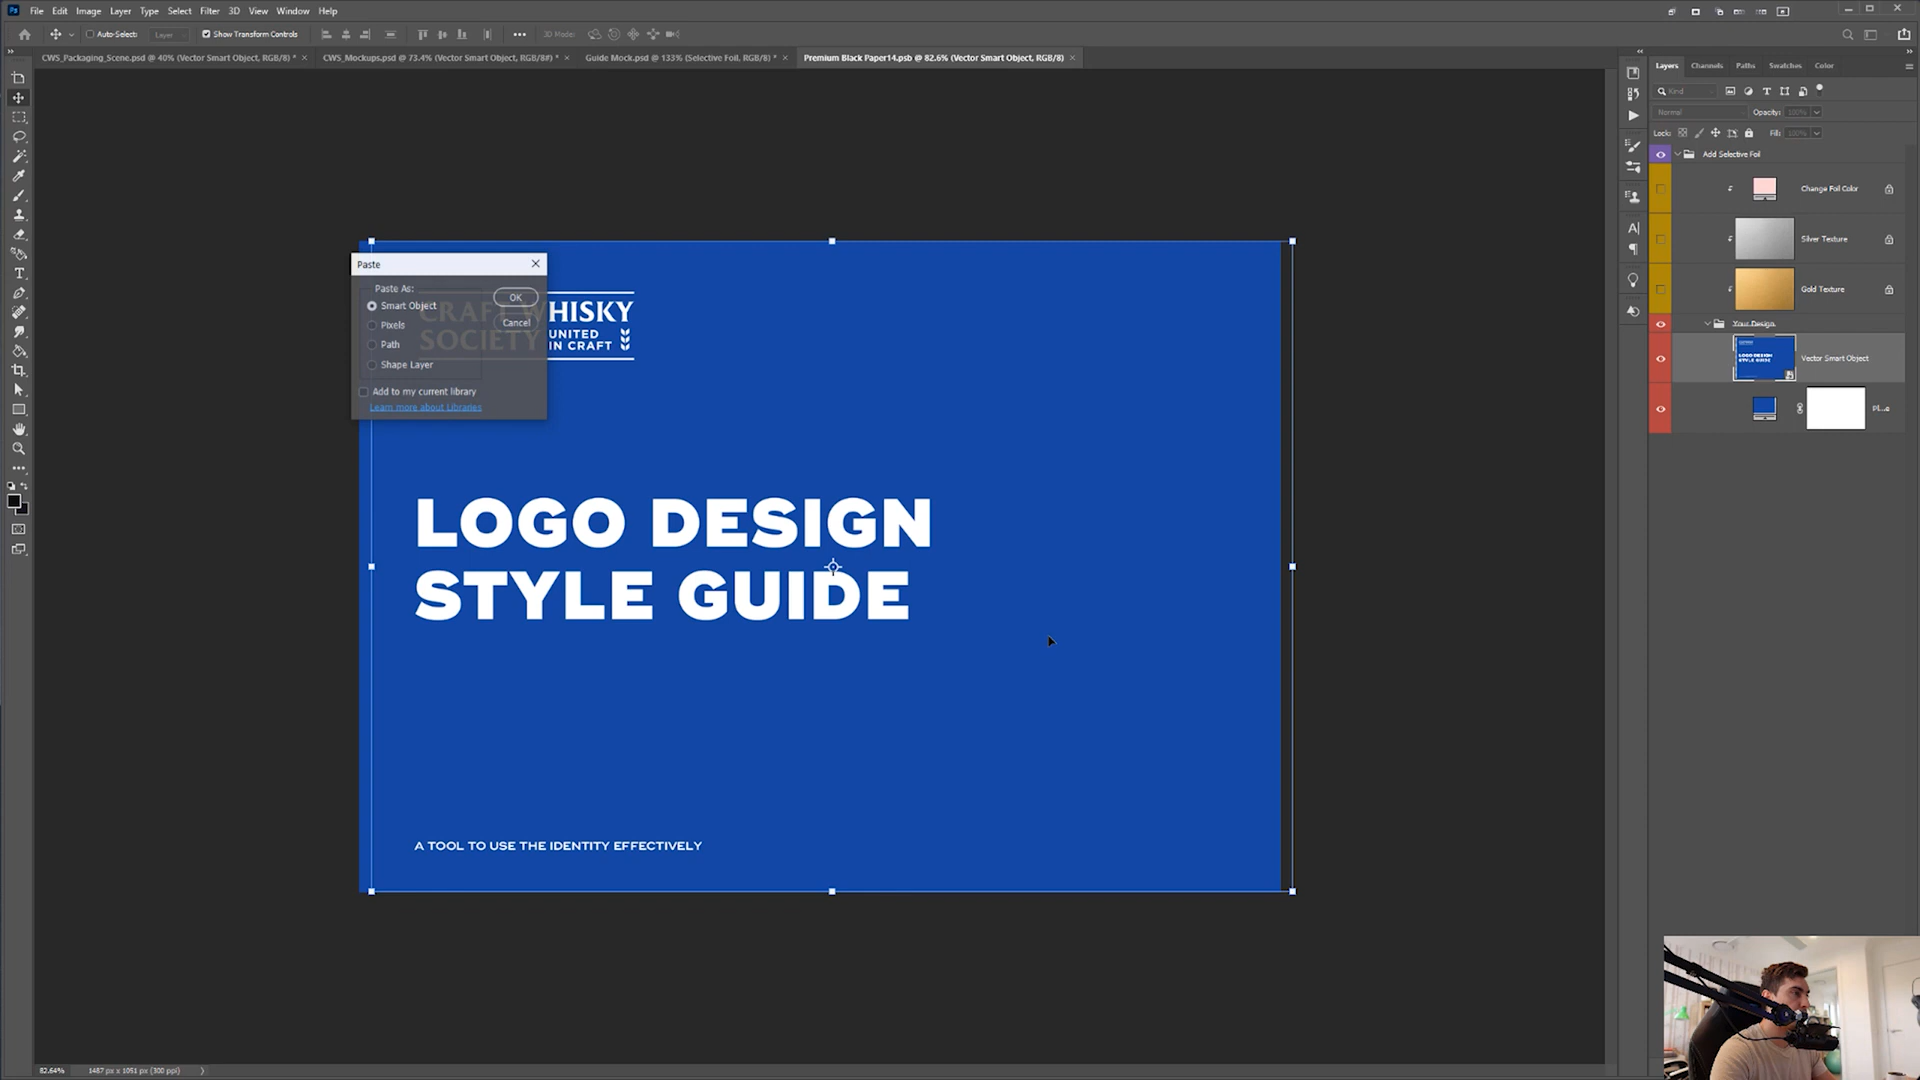 File Edit Image Layer Type Select Filter 3D View Window Help
Auto-Select: Layer Show Transform Controls 3D Mode:
CWS_Packaging_Scene.psd @ 40% (Vector Smart Object, RGB/8) * CWS_Mockups.psd @ 73.4% (Vector Smart Object, RGB/8#) * Guide Mock.psd @ 133% (Selective Foil, RGB/8) * Premium Black Paper14.psb @ 82.6% (Vector Smart Object, RGB/8)
Layers Channels Paths Swatches Color
Kind
Normal Opacity: 100%
Lock: Fill: 100%
Add Selective Foil
Change Foil Color
Silver Texture
Gold Texture
Your Design
Vector Smart Object
Pl...e
Paste
Paste As:
Smart Object
Pixels
Path
Shape Layer
OK
Cancel
Add to my current library
Learn more about Libraries
CRAFT WHISKY
SOCIETY UNITED
IN CRAFT
LOGO DESIGN
STYLE GUIDE
A TOOL TO USE THE IDENTITY EFFECTIVELY
82.64% 1487 px x 1051 px (300 ppi)